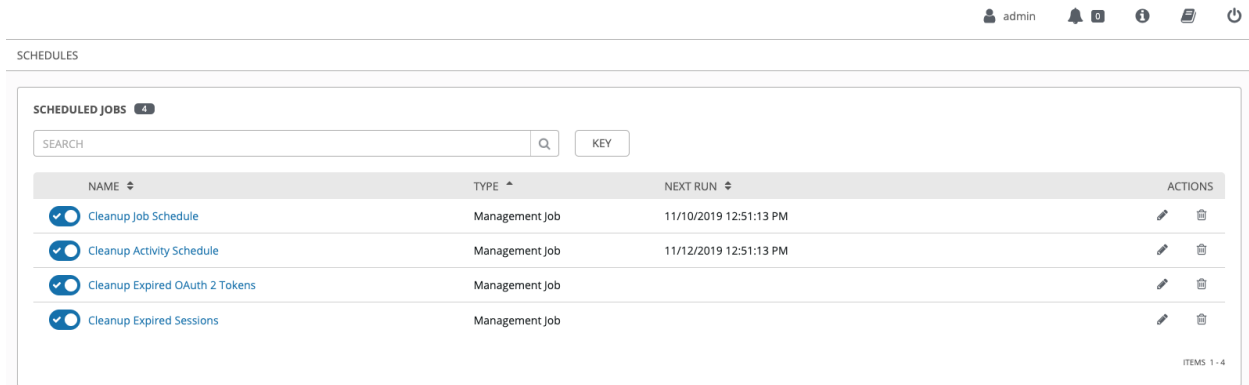 admin 0
SCHEDULES
SCHEDULED JOBS 4
SEARCH KEY
NAME TYPE NEXT RUN ACTIONS
Cleanup Job Schedule Management Job 11/10/2019 12:51:13 PM
Cleanup Activity Schedule Management Job 11/12/2019 12:51:13 PM
Cleanup Expired OAuth 2 Tokens Management Job
Cleanup Expired Sessions Management Job
ITEMS 1 - 4